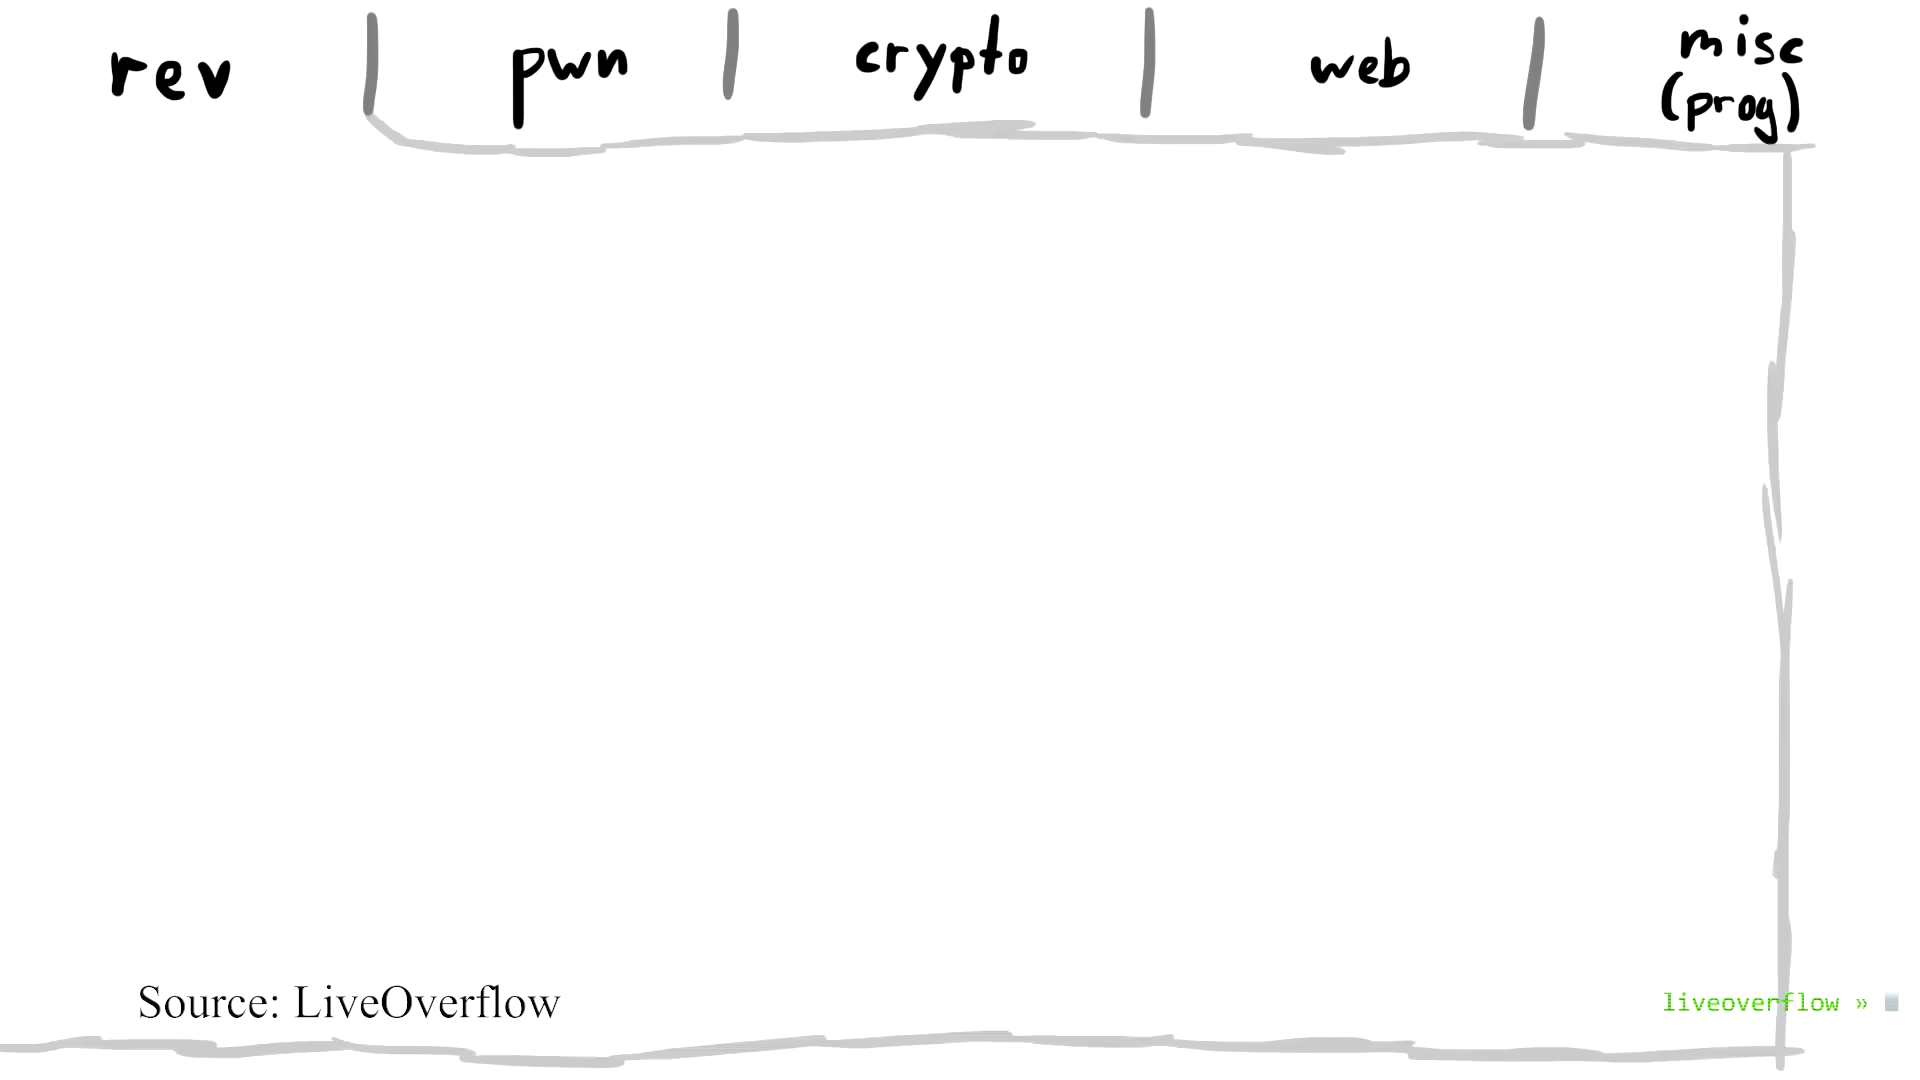 rev
pwn
crypto
web
misc
(prog)
Source: LiveOverflow
liveoverflow »